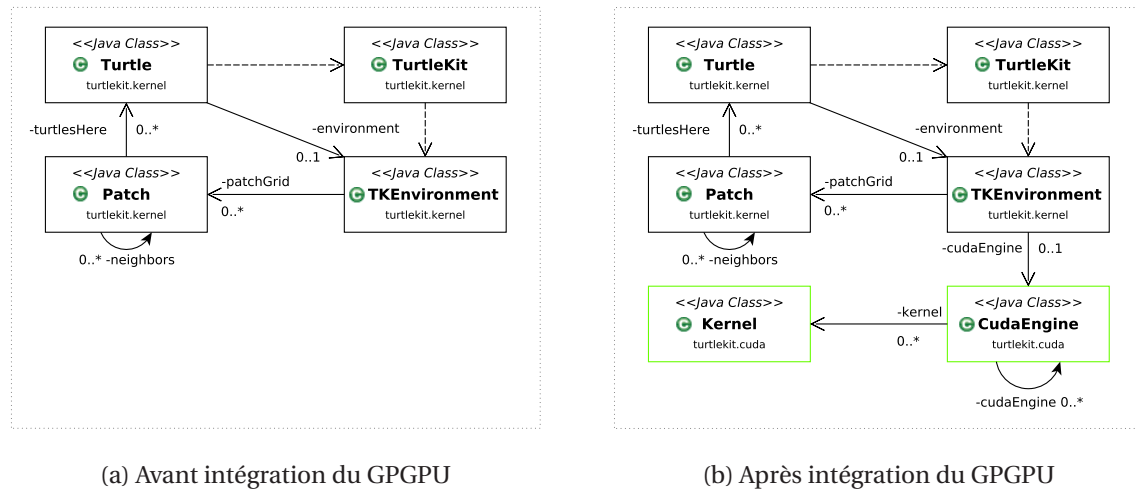 <<Java Class>>
C Turtle
turtlekit.kernel
<<Java Class>>
C TurtleKit
turtlekit.kernel
-turtlesHere 0..*
-environment
0..1
<<Java Class>>
C Patch
turtlekit.kernel
-patchGrid
0..*
<<Java Class>>
C TKEnvironment
turtlekit.kernel
0..* -neighbors
(a) Avant intégration du GPGPU
<<Java Class>>
C Turtle
turtlekit.kernel
<<Java Class>>
C TurtleKit
turtlekit.kernel
-turtlesHere 0..*
-environment
0..1
<<Java Class>>
C Patch
turtlekit.kernel
-patchGrid
0..*
<<Java Class>>
C TKEnvironment
turtlekit.kernel
0..* -neighbors
-cudaEngine 0..1
<<Java Class>>
C Kernel
turtlekit.cuda
-kernel
0..*
<<Java Class>>
C CudaEngine
turtlekit.cuda
-cudaEngine 0..*
(b) Après intégration du GPGPU